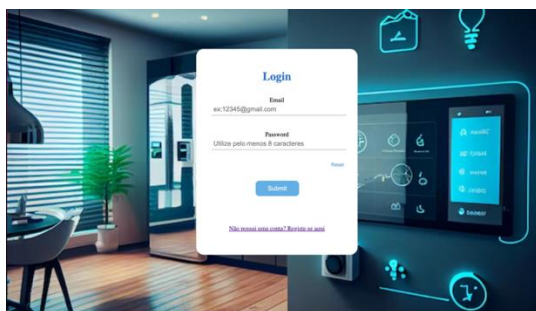 Login
Email
ex:12345@gmail.com
Password
Utilize pelo menos 8 caracteres
Reset
Submit
Não possui uma conta? Registe-se aqui